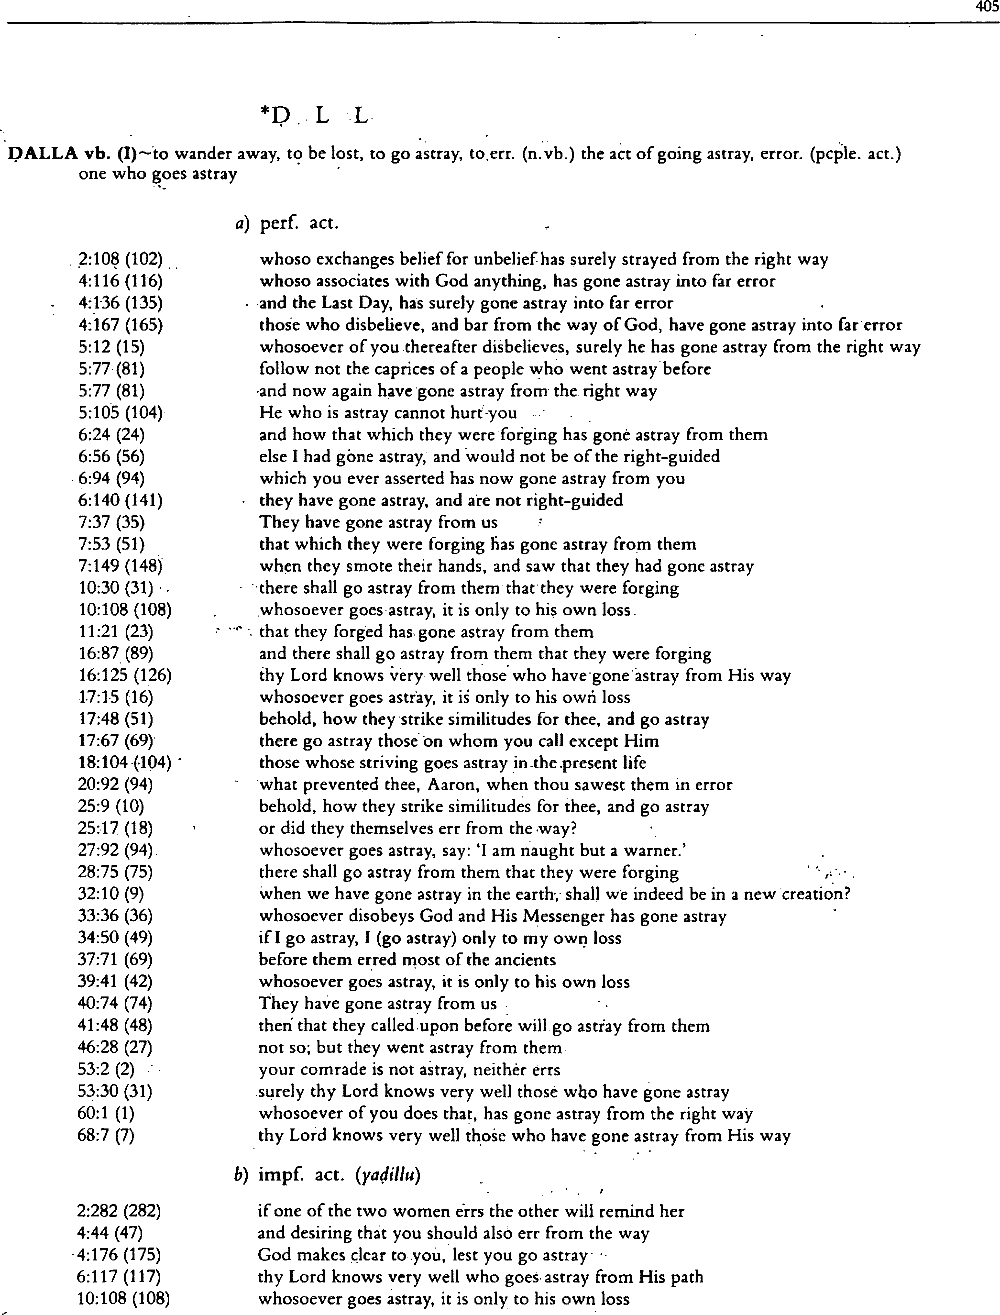 405
*Ḍ L L
ḌALLA vb. (I)~to wander away, to be lost, to go astray, to err. (n.vb.) the act of going astray, error. (pcple. act.)
one who goes astray
a) perf. act.
2:108 (102) whoso exchanges belief for unbelief has surely strayed from the right way
4:116 (116) whoso associates with God anything, has gone astray into far error
4:136 (135) and the Last Day, has surely gone astray into far error
4:167 (165) those who disbelieve, and bar from the way of God, have gone astray into far error
5:12 (15) whosoever of you thereafter disbelieves, surely he has gone astray from the right way
5:77 (81) follow not the caprices of a people who went astray before
5:77 (81) and now again have gone astray from the right way
5:105 (104) He who is astray cannot hurt you
6:24 (24) and how that which they were forging has gone astray from them
6:56 (56) else I had gone astray, and would not be of the right-guided
6:94 (94) which you ever asserted has now gone astray from you
6:140 (141) they have gone astray, and are not right-guided
7:37 (35) They have gone astray from us
7:53 (51) that which they were forging has gone astray from them
7:149 (148) when they smote their hands, and saw that they had gone astray
10:30 (31) there shall go astray from them that they were forging
10:108 (108) whosoever goes astray, it is only to his own loss
11:21 (23) that they forged has gone astray from them
16:87 (89) and there shall go astray from them that they were forging
16:125 (126) thy Lord knows very well those who have gone astray from His way
17:15 (16) whosoever goes astray, it is only to his own loss
17:48 (51) behold, how they strike similitudes for thee, and go astray
17:67 (69) there go astray those on whom you call except Him
18:104 (104) those whose striving goes astray in the present life
20:92 (94) what prevented thee, Aaron, when thou sawest them in error
25:9 (10) behold, how they strike similitudes for thee, and go astray
25:17 (18) or did they themselves err from the way?
27:92 (94) whosoever goes astray, say: 'I am naught but a warner.'
28:75 (75) there shall go astray from them that they were forging
32:10 (9) when we have gone astray in the earth, shall we indeed be in a new creation?
33:36 (36) whosoever disobeys God and His Messenger has gone astray
34:50 (49) if I go astray, I (go astray) only to my own loss
37:71 (69) before them erred most of the ancients
39:41 (42) whosoever goes astray, it is only to his own loss
40:74 (74) They have gone astray from us
41:48 (48) then that they called upon before will go astray from them
46:28 (27) not so; but they went astray from them
53:2 (2) your comrade is not astray, neither errs
53:30 (31) surely thy Lord knows very well those who have gone astray
60:1 (1) whosoever of you does that, has gone astray from the right way
68:7 (7) thy Lord knows very well those who have gone astray from His way
b) impf. act. (yaḍillu)
2:282 (282) if one of the two women errs the other will remind her
4:44 (47) and desiring that you should also err from the way
4:176 (175) God makes clear to you, lest you go astray
6:117 (117) thy Lord knows very well who goes astray from His path
10:108 (108) whosoever goes astray, it is only to his own loss